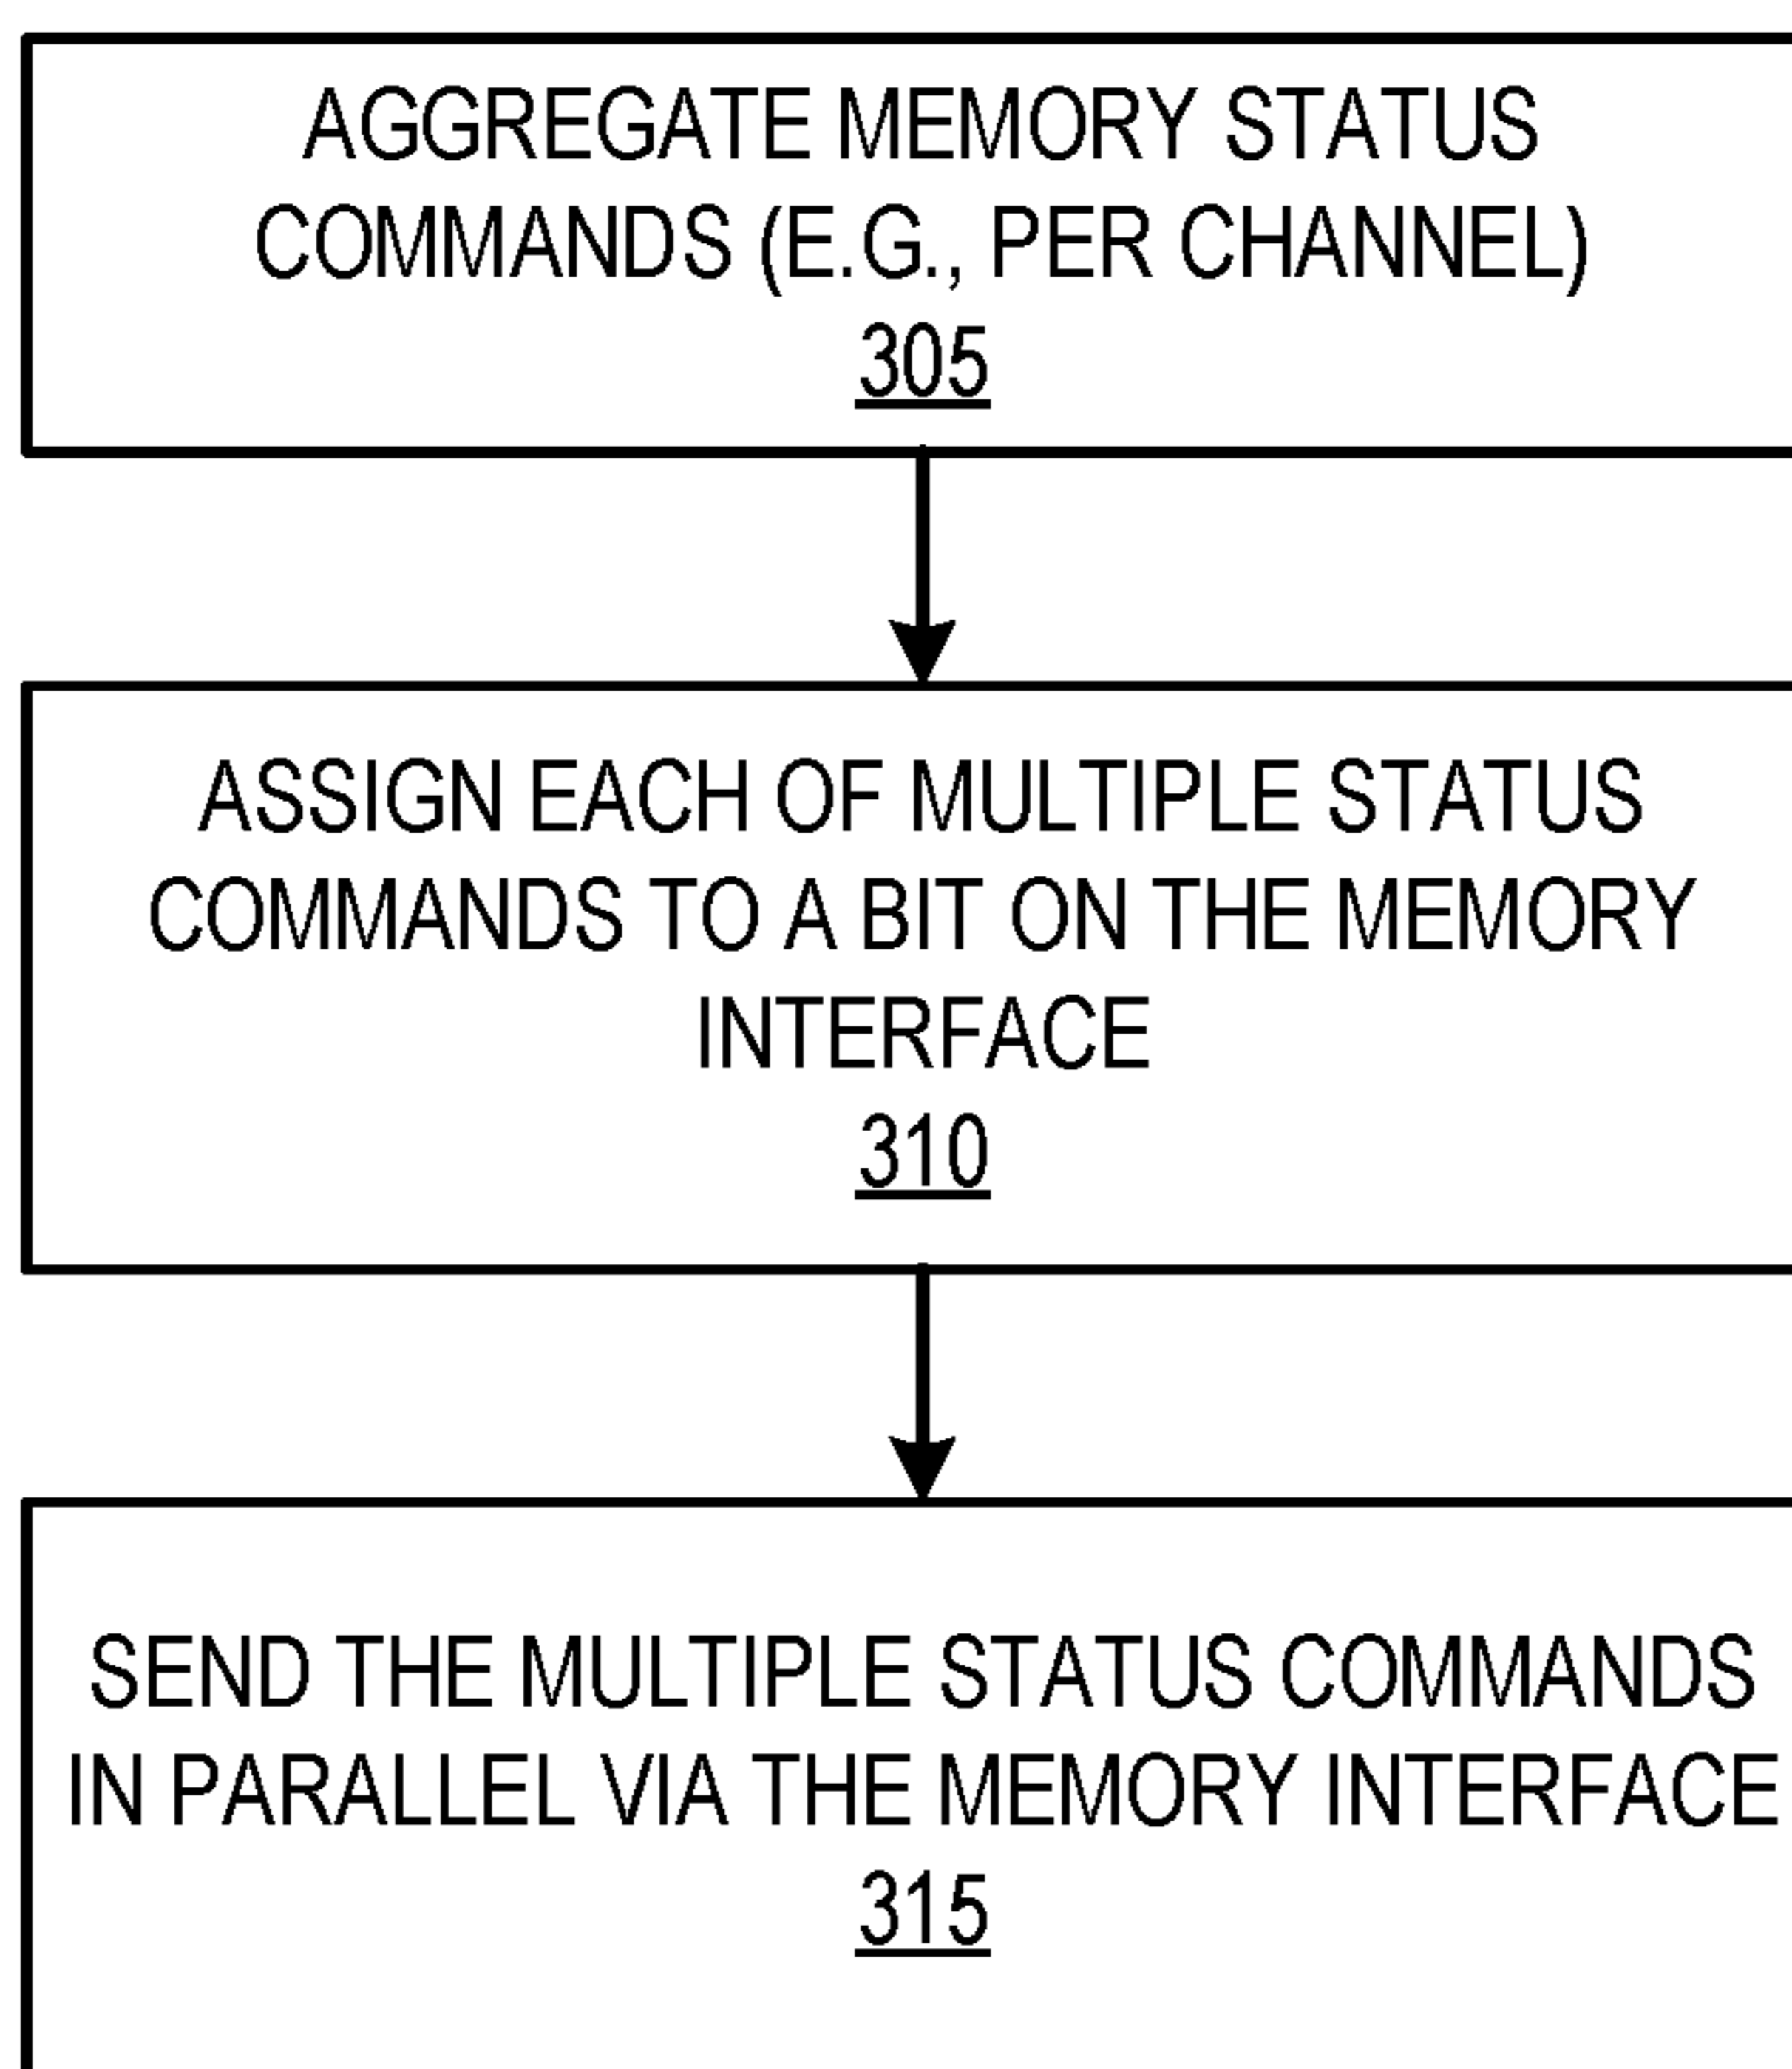 AGGREGATE MEMORY STATUS
COMMANDS (E.G., PER CHANNEL)
305
ASSIGN EACH OF MULTIPLE STATUS
COMMANDS TO A BIT ON THE MEMORY
INTERFACE
310
SEND THE MULTIPLE STATUS COMMANDS
IN PARALLEL VIA THE MEMORY INTERFACE
315